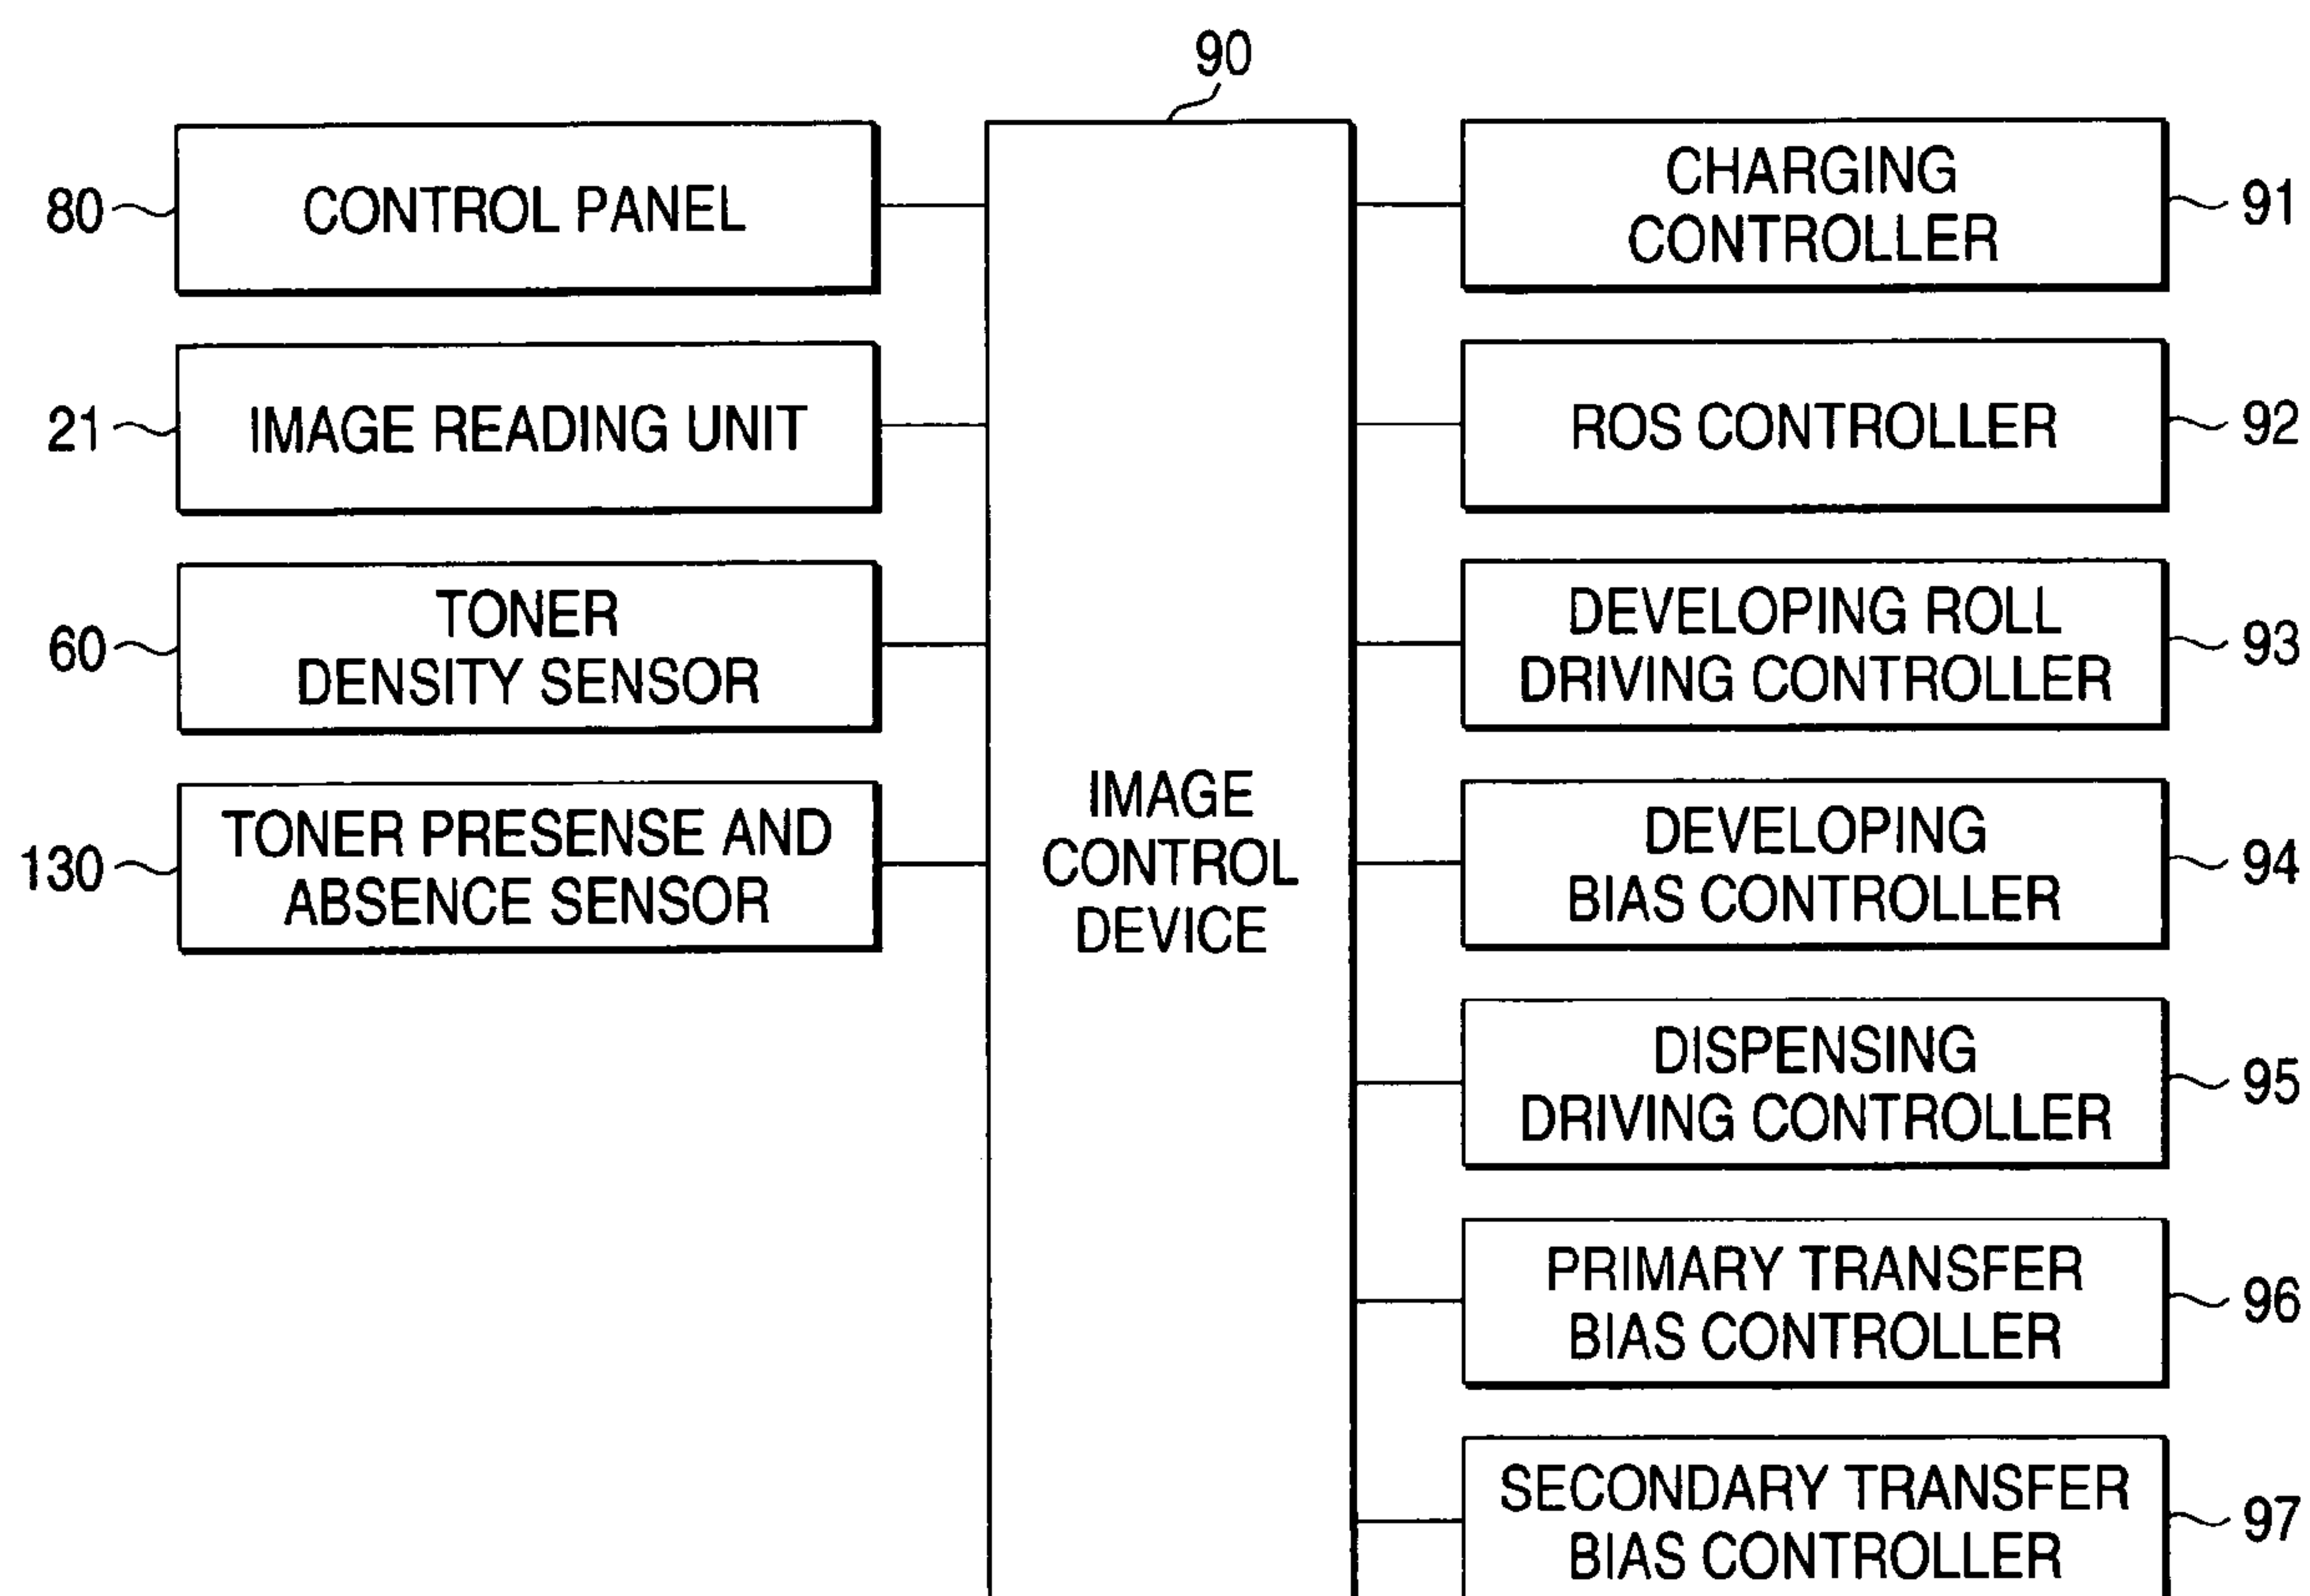 90
80
CONTROL PANEL
21
IMAGE READING UNIT
60
TONER
DENSITY SENSOR
130
TONER PRESENSE AND
ABSENCE SENSOR
IMAGE
CONTROL
DEVICE
CHARGING
CONTROLLER
91
ROS CONTROLLER
92
DEVELOPING ROLL
DRIVING CONTROLLER
93
DEVELOPING
BIAS CONTROLLER
94
DISPENSING
DRIVING CONTROLLER
95
PRIMARY TRANSFER
BIAS CONTROLLER
96
SECONDARY TRANSFER
BIAS CONTROLLER
97